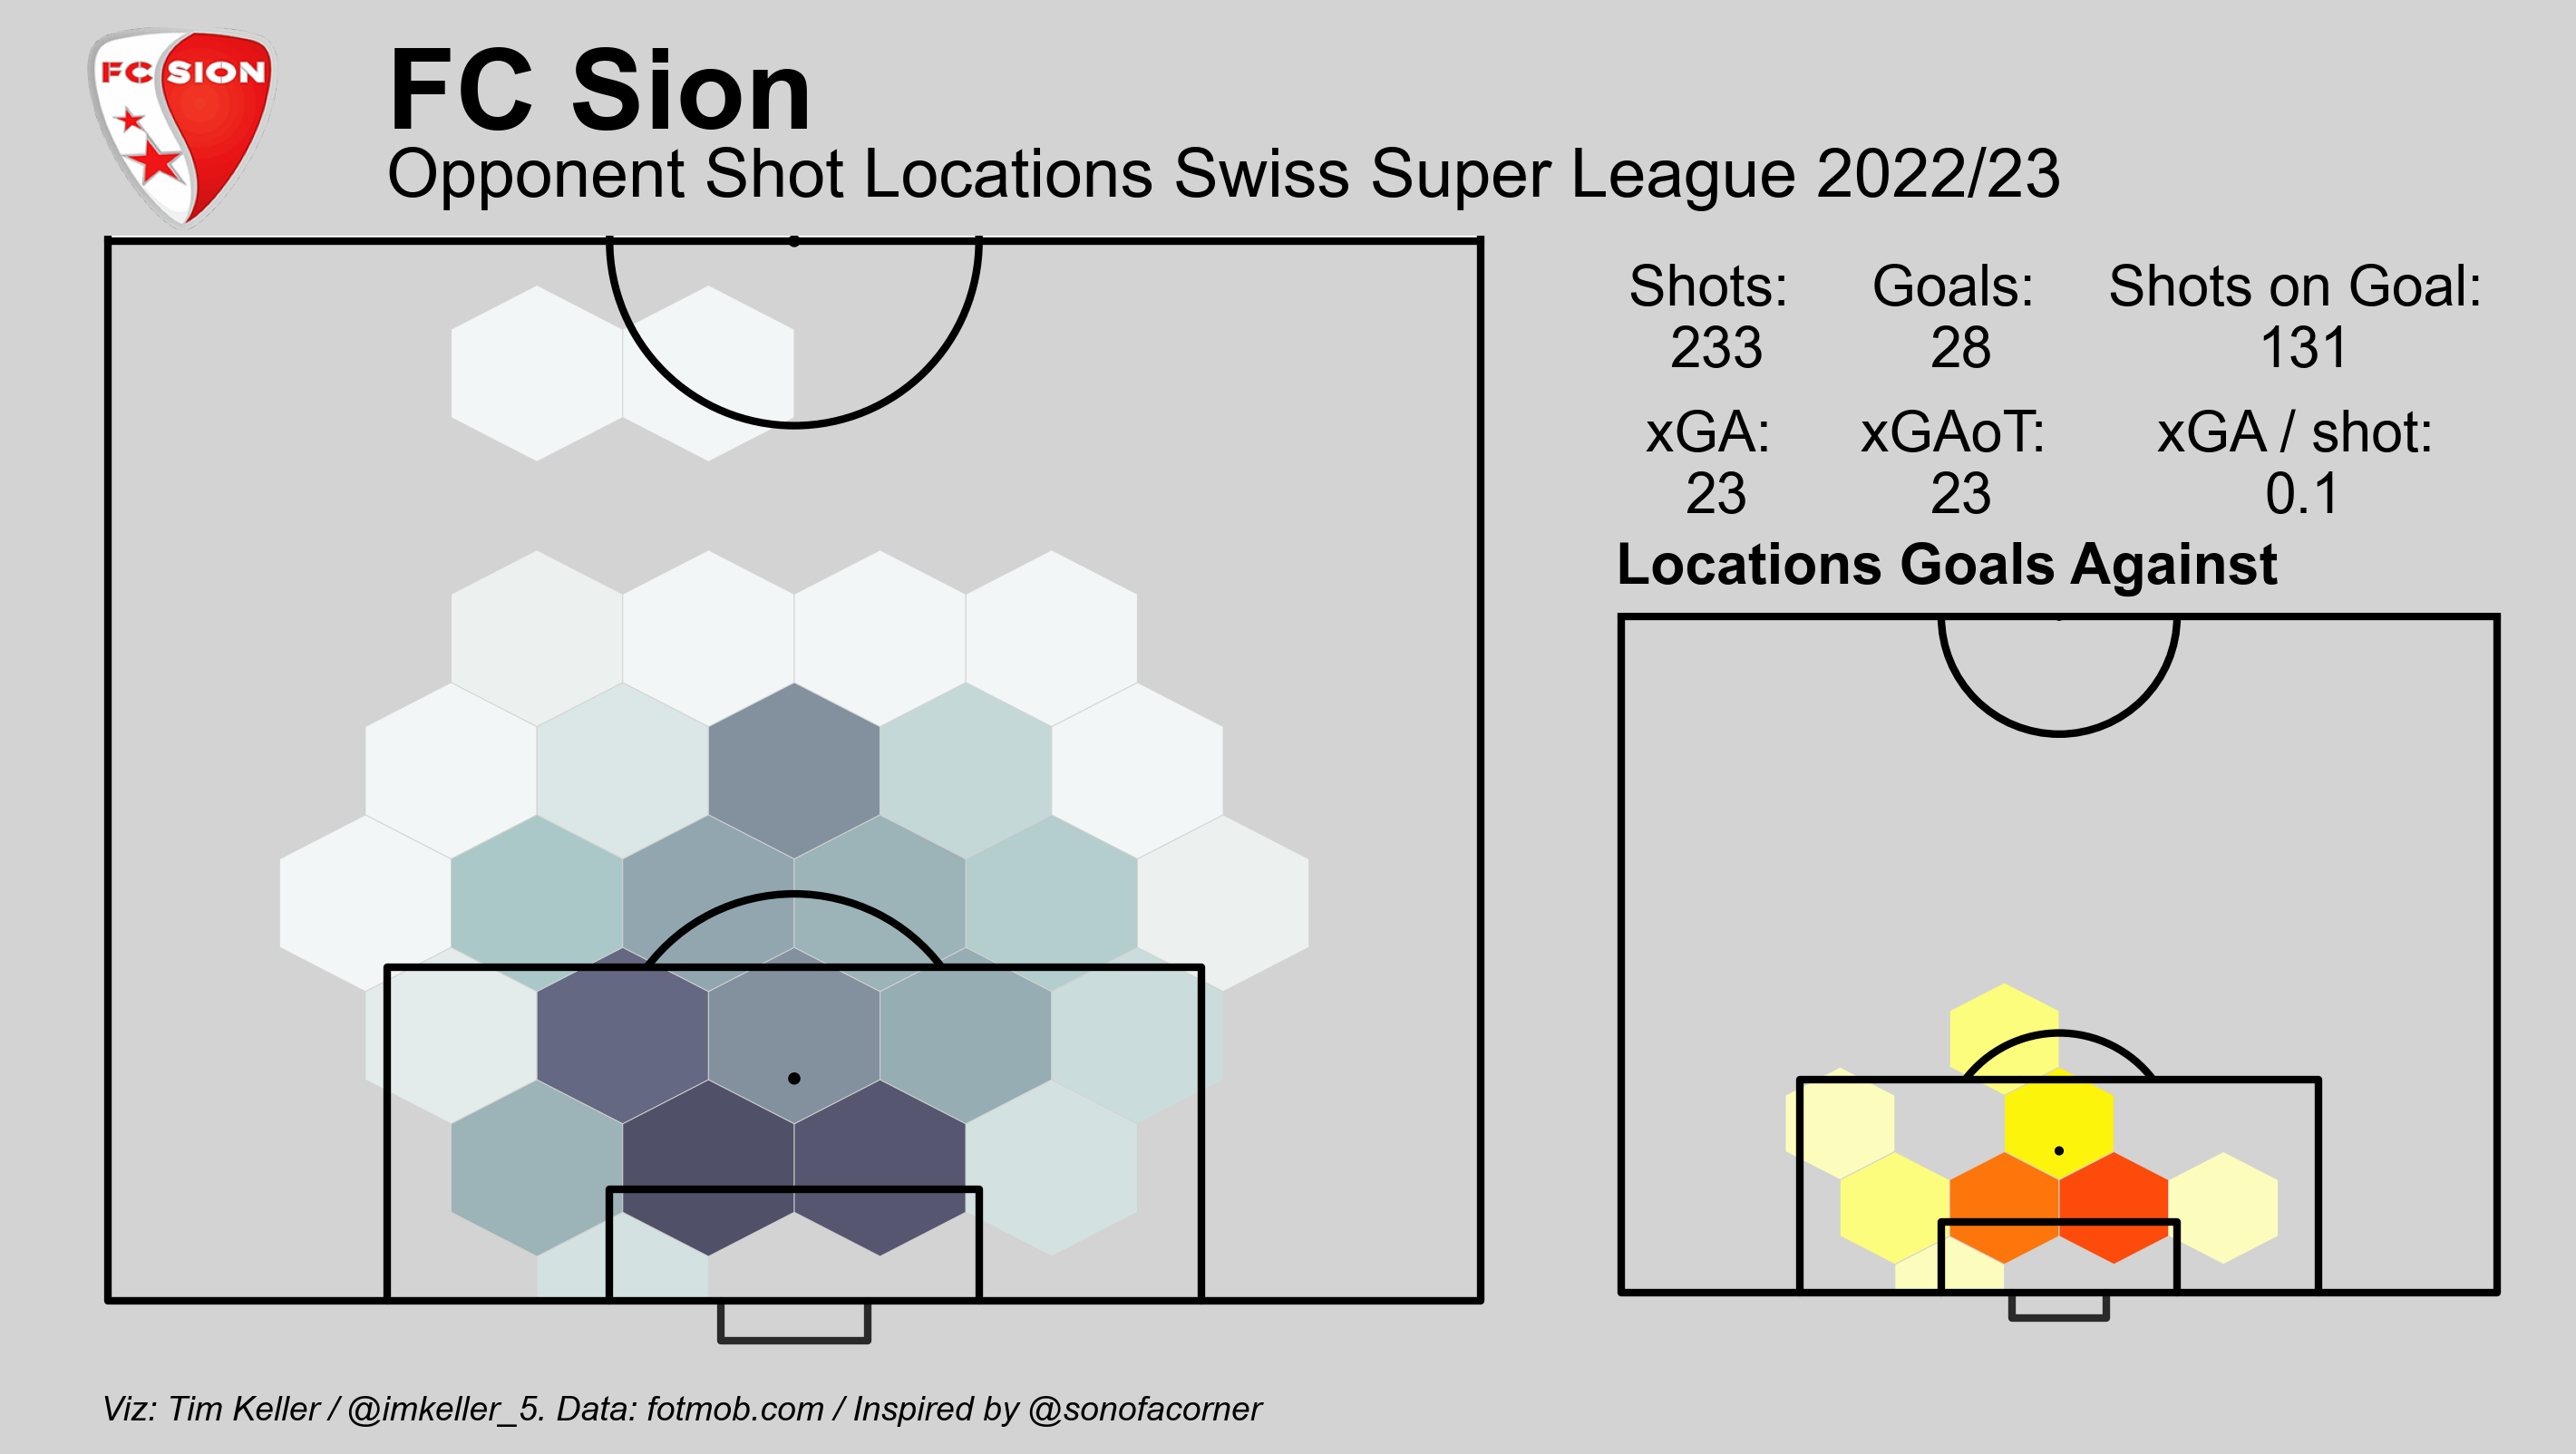 FC SION
FC Sion
Opponent Shot Locations Swiss Super League 2022/23
Shots: Goals: Shots on Goal:
233 28 131
xGA: xGAoT: xGA / shot:
23 23 0.1
Locations Goals Against
Viz: Tim Keller / @imkeller_5. Data: fotmob.com / Inspired by @sonofacorner